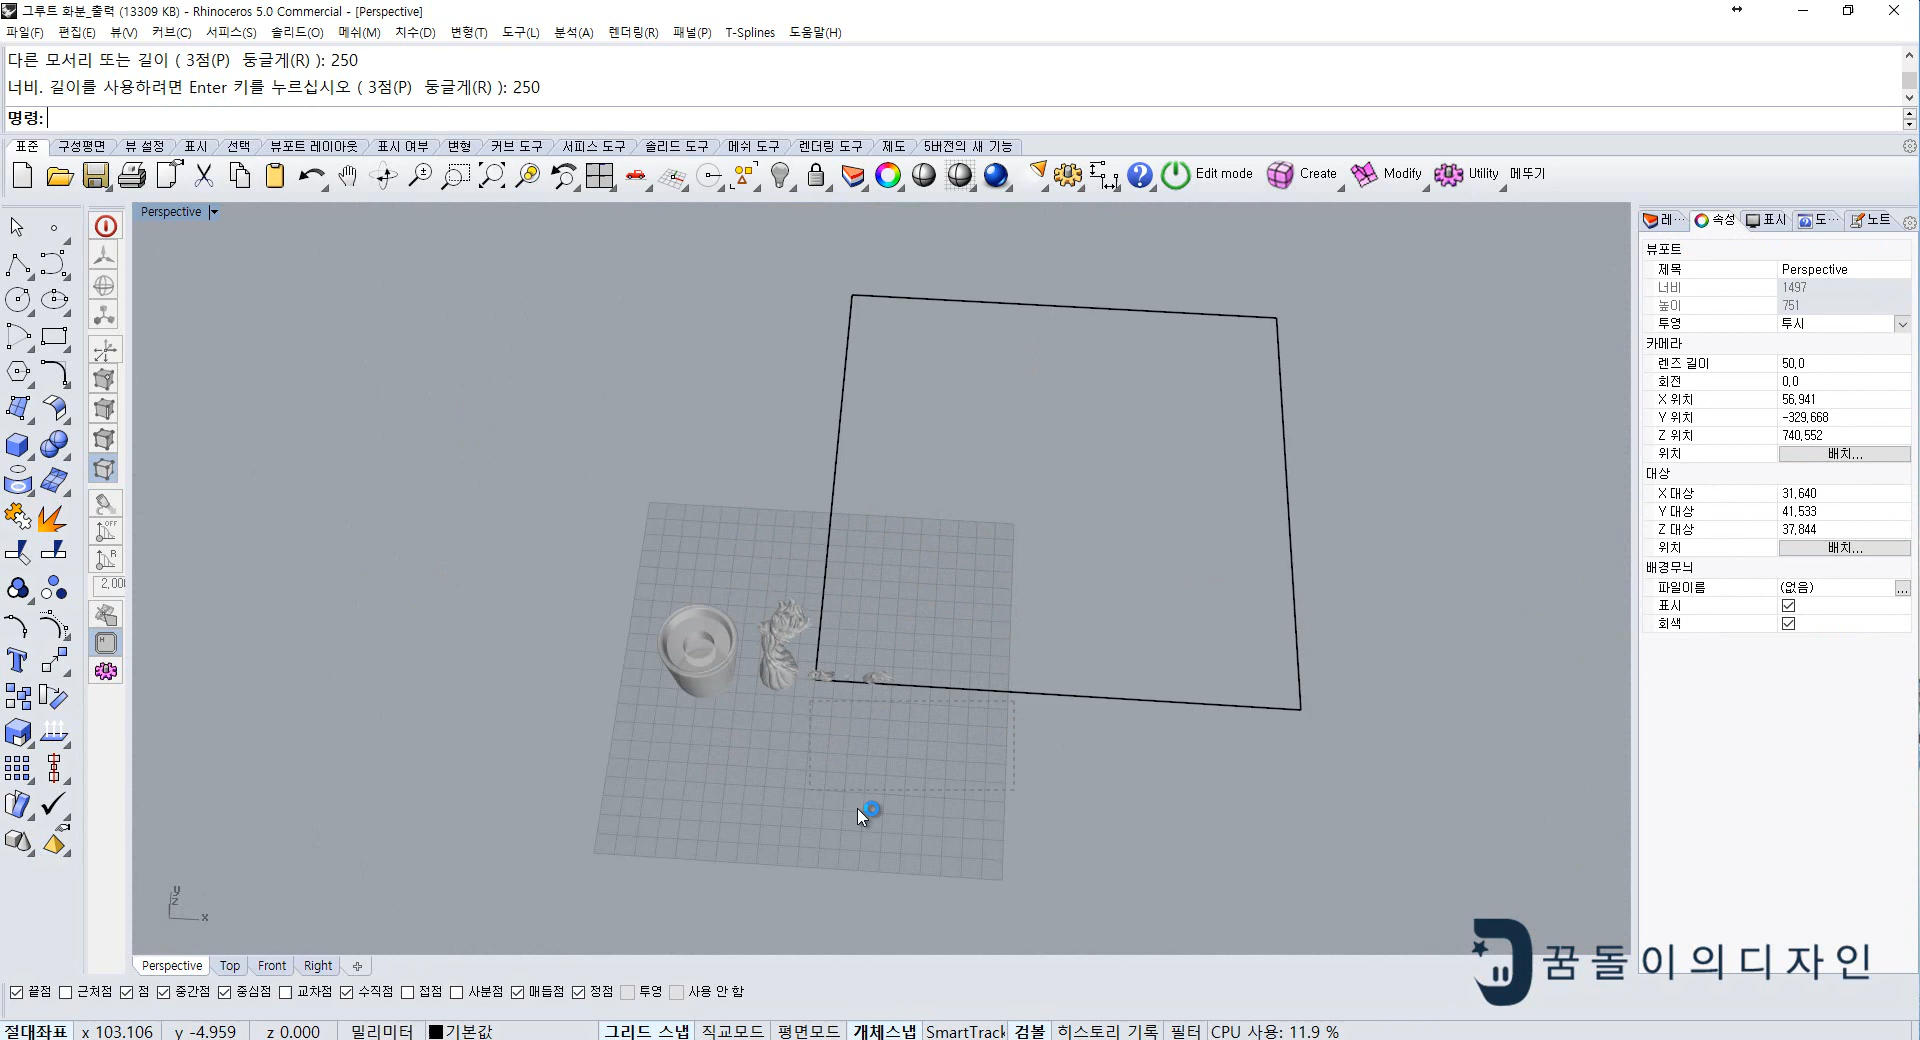 그루트 화분_출력 (13309 KB) - Rhinoceros 5.0 Commercial - [Perspective]
파일(F) 편집(E) 뷰(V) 커브(C) 서피스(S) 솔리드(O) 메쉬(M) 치수(D) 변형(T) 도구(L) 분석(A) 렌더링(R) 패널(P) T-Splines 도움말(H)
다른 모서리 또는 길이 ( 3점(P) 둥글게(R) ): 250
너비. 길이를 사용하려면 Enter 키를 누르십시오 ( 3점(P) 둥글게(R) ): 250
명령:
표준 구성평면 뷰 설정 표시 선택 뷰포트 레이아웃 표시 여부 변형 커브 도구 서피스 도구 솔리드 도구 메쉬 도구 렌더링 도구 제도 5버전의 새 기능
Edit mode Create Modify Utility 메뚜기
Perspective
레··· 속성 표시 도··· 노트
뷰포트
제목 Perspective
너비 1497
높이 751
투영 투시
카메라
렌즈 길이 50.0
회전 0.0
X 위치 56.941
Y 위치 -329.668
Z 위치 740.552
위치 배치...
대상
X 대상 31.640
Y 대상 41.533
Z 대상 37.844
위치 배치...
배경무늬
파일이름 (없음) ...
표시
회색
OFF
R
2,00
H
T
y
z
x
Perspective Top Front Right
꿈돌이의디자인
끝점 근처점 점 중간점 중심점 교차점 수직점 접점 사분점 매듭점 정점 투영 사용 안 함
절대좌표 x 103.106 y -4.959 z 0.000 밀리미터 기본값 그리드 스냅 직교모드 평면모드 개체스냅 SmartTrack 검볼 히스토리 기록 필터 CPU 사용: 11.9 %